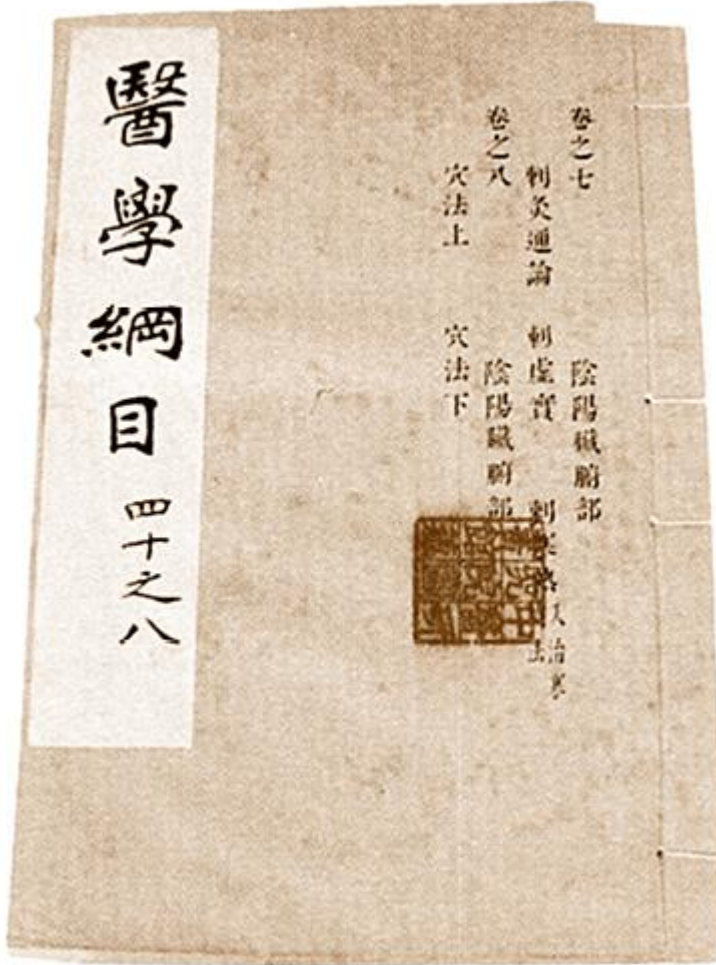 卷之七 陰陽臟腑部
刺灸通論 刺虛實 刺
卷之八 陰陽臟腑部
穴法上 穴法下
醫學綱目 四十之八